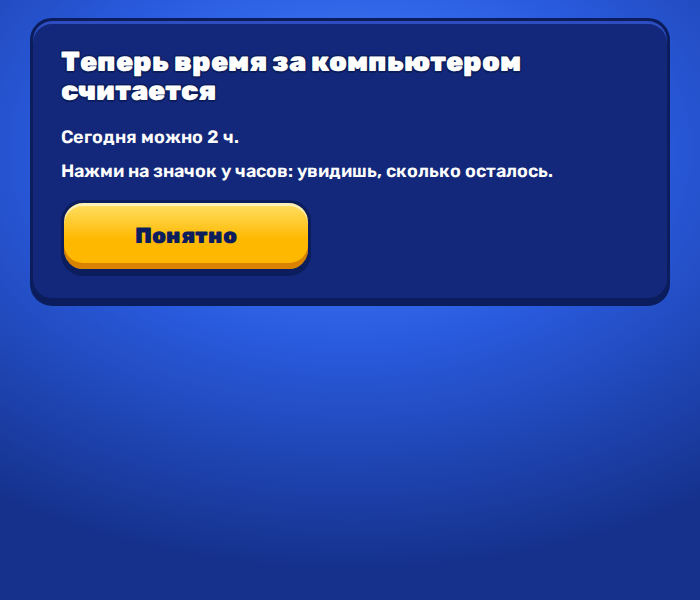 Теперь время за компьютером
считается
Сегодня можно 2 ч.
Нажми на значок у часов: увидишь, сколько осталось.
Понятно